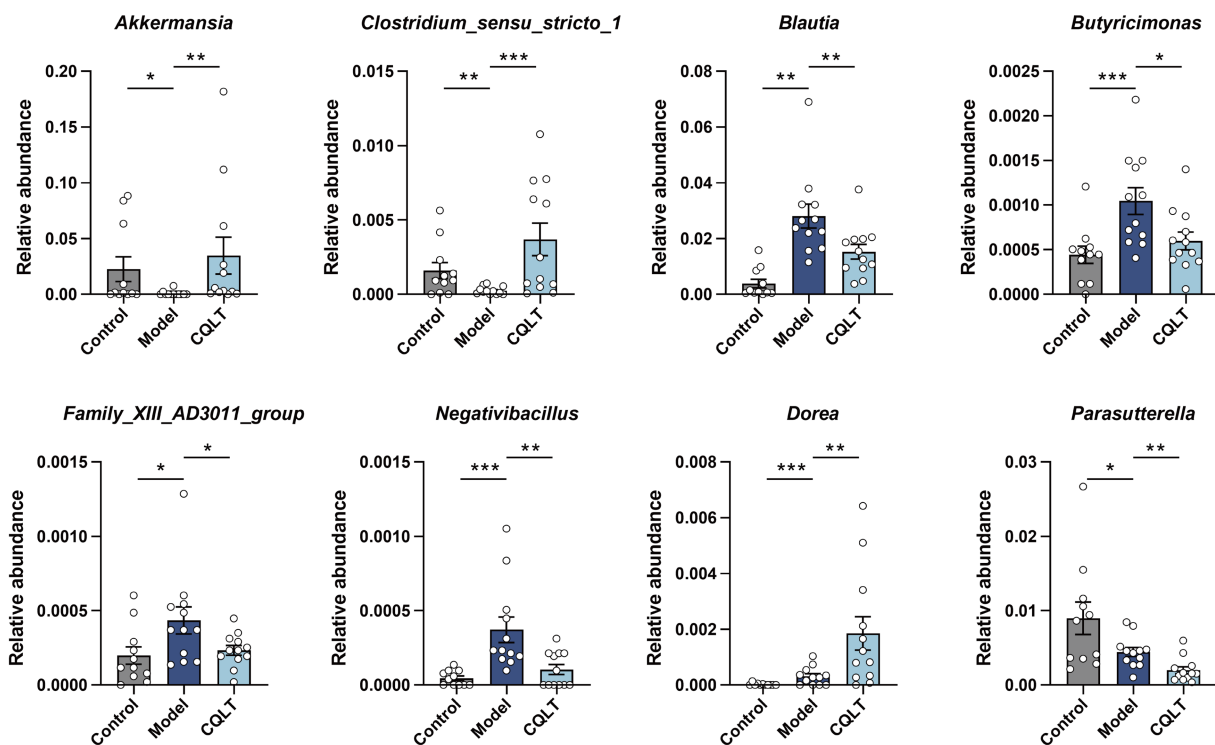 Akkermansia
* **
Relative abundance
0.20
0.15
0.10
0.05
0.00
Control Model CQLT
Clostridium_sensu_stricto_1
** ***
Relative abundance
0.015
0.010
0.005
0.000
Control Model CQLT
Blautia
** **
Relative abundance
0.08
0.06
0.04
0.02
0.00
Control Model CQLT
Butyricimonas
*** *
Relative abundance
0.0025
0.0020
0.0015
0.0010
0.0005
0.0000
Control Model CQLT
Family_XIII_AD3011_group
* *
Relative abundance
0.0015
0.0010
0.0005
0.0000
Control Model CQLT
Negativibacillus
*** **
Relative abundance
0.0015
0.0010
0.0005
0.0000
Control Model CQLT
Dorea
*** **
Relative abundance
0.008
0.006
0.004
0.002
0.000
Control Model CQLT
Parasutterella
* **
Relative abundance
0.03
0.02
0.01
0.00
Control Model CQLT